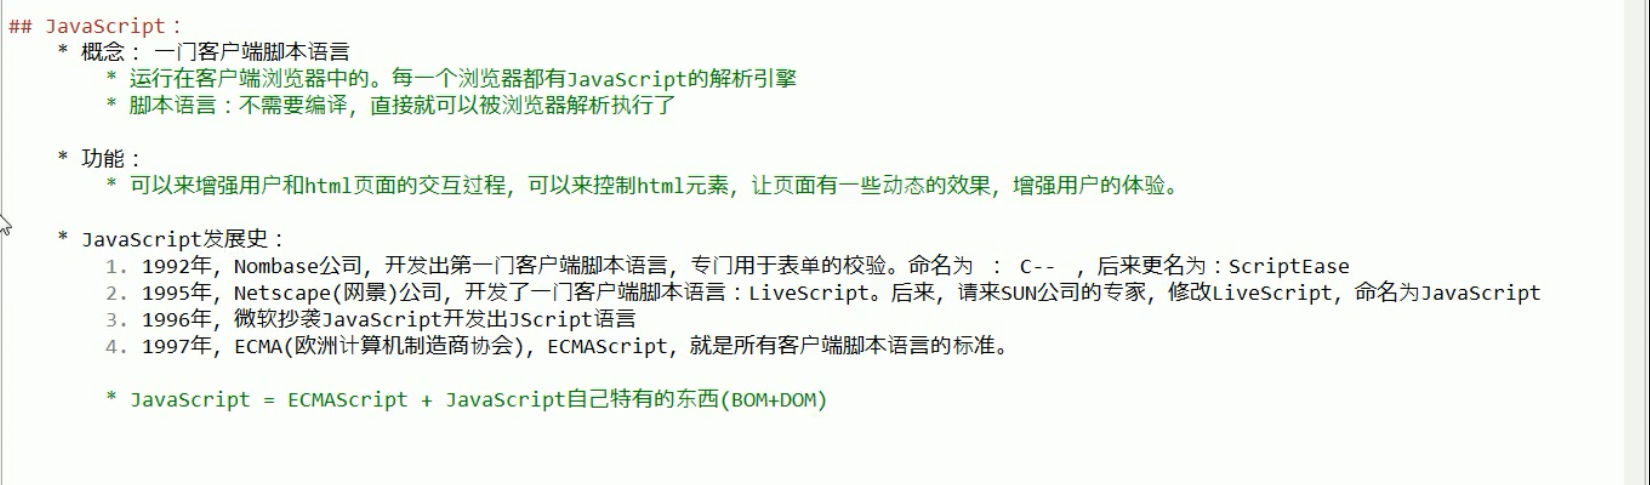 ## JavaScript：
* 概念： 一门客户端脚本语言
* 运行在客户端浏览器中的。每一个浏览器都有JavaScript的解析引擎
* 脚本语言：不需要编译，直接就可以被浏览器解析执行了
* 功能：
* 可以来增强用户和html页面的交互过程，可以来控制html元素，让页面有一些动态的效果，增强用户的体验。
* JavaScript发展史：
1. 1992年，Nombase公司，开发出第一门客户端脚本语言，专门用于表单的校验。命名为 ： C-- ，后来更名为：ScriptEase
2. 1995年，Netscape(网景)公司，开发了一门客户端脚本语言：LiveScript。后来，请来SUN公司的专家，修改LiveScript，命名为JavaScript
3. 1996年，微软抄袭JavaScript开发出JScript语言
4. 1997年，ECMA(欧洲计算机制造商协会)，ECMAScript，就是所有客户端脚本语言的标准。
* JavaScript = ECMAScript + JavaScript自己特有的东西(BOM+DOM)